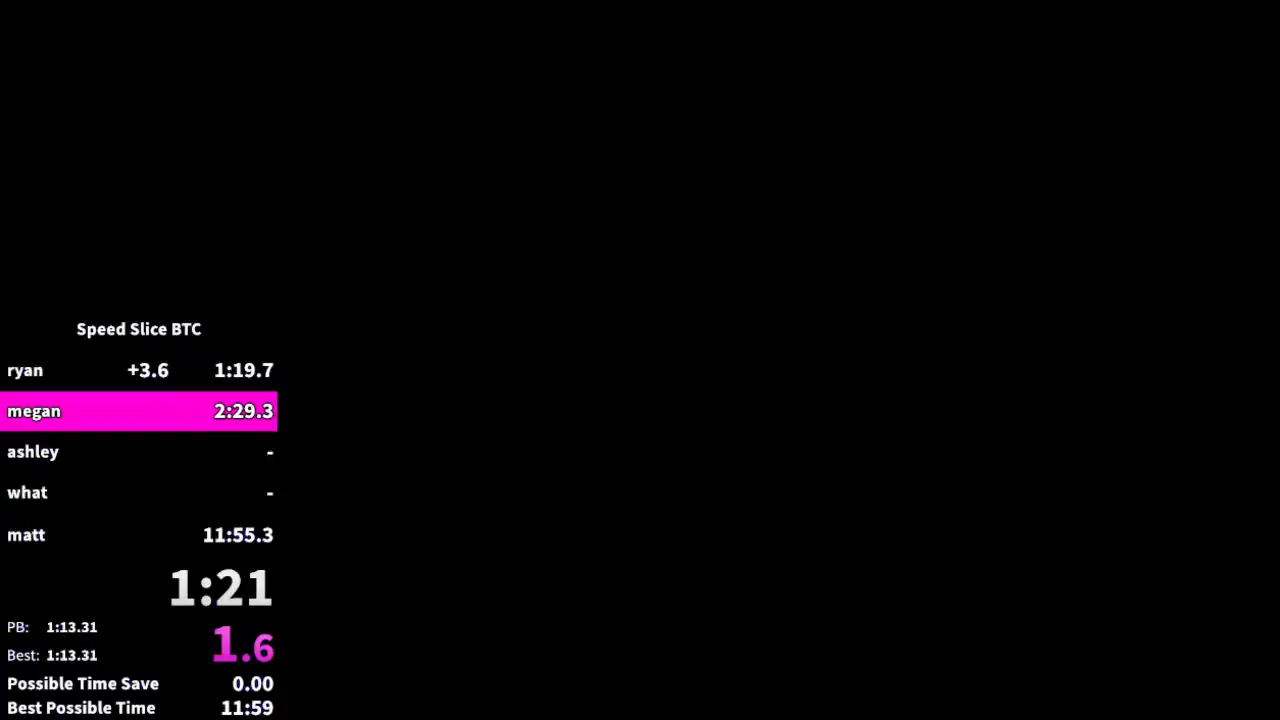 Speed Slice BTC
ryan +3.6 1:19.7
megan 2:29.3
ashley -
what -
matt 11:55.3
1:21
PB: 1:13.31
1.6
Best: 1:13.31
Possible Time Save 0.00
Best Possible Time 11:59